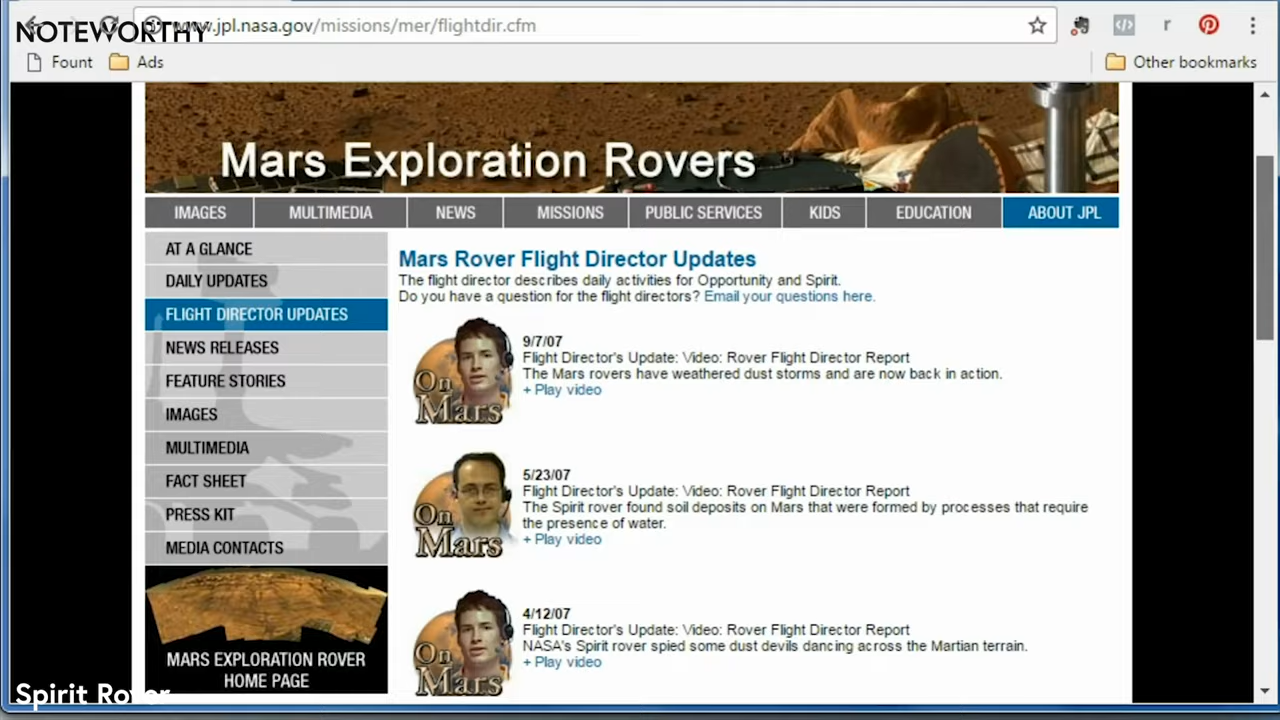 NOTEWORTHY
www.jpl.nasa.gov/missions/mer/flightdir.cfm
Fount
Ads
Other bookmarks
Mars Exploration Rovers
IMAGES
MULTIMEDIA
NEWS
MISSIONS
PUBLIC SERVICES
KIDS
EDUCATION
ABOUT JPL
AT A GLANCE
DAILY UPDATES
FLIGHT DIRECTOR UPDATES
NEWS RELEASES
FEATURE STORIES
IMAGES
MULTIMEDIA
FACT SHEET
PRESS KIT
MEDIA CONTACTS
MARS EXPLORATION ROVER
HOME PAGE
Mars Rover Flight Director Updates
The flight director describes daily activities for Opportunity and Spirit.
Do you have a question for the flight directors? Email your questions here.
On
Mars
9/7/07
Flight Director's Update: Video: Rover Flight Director Report
The Mars rovers have weathered dust storms and are now back in action.
+ Play video
On
Mars
5/23/07
Flight Director's Update: Video: Rover Flight Director Report
The Spirit rover found soil deposits on Mars that were formed by processes that require
the presence of water.
+ Play video
On
Mars
4/12/07
Flight Director's Update: Video: Rover Flight Director Report
NASA's Spirit rover spied some dust devils dancing across the Martian terrain.
+ Play video
Spirit Rover